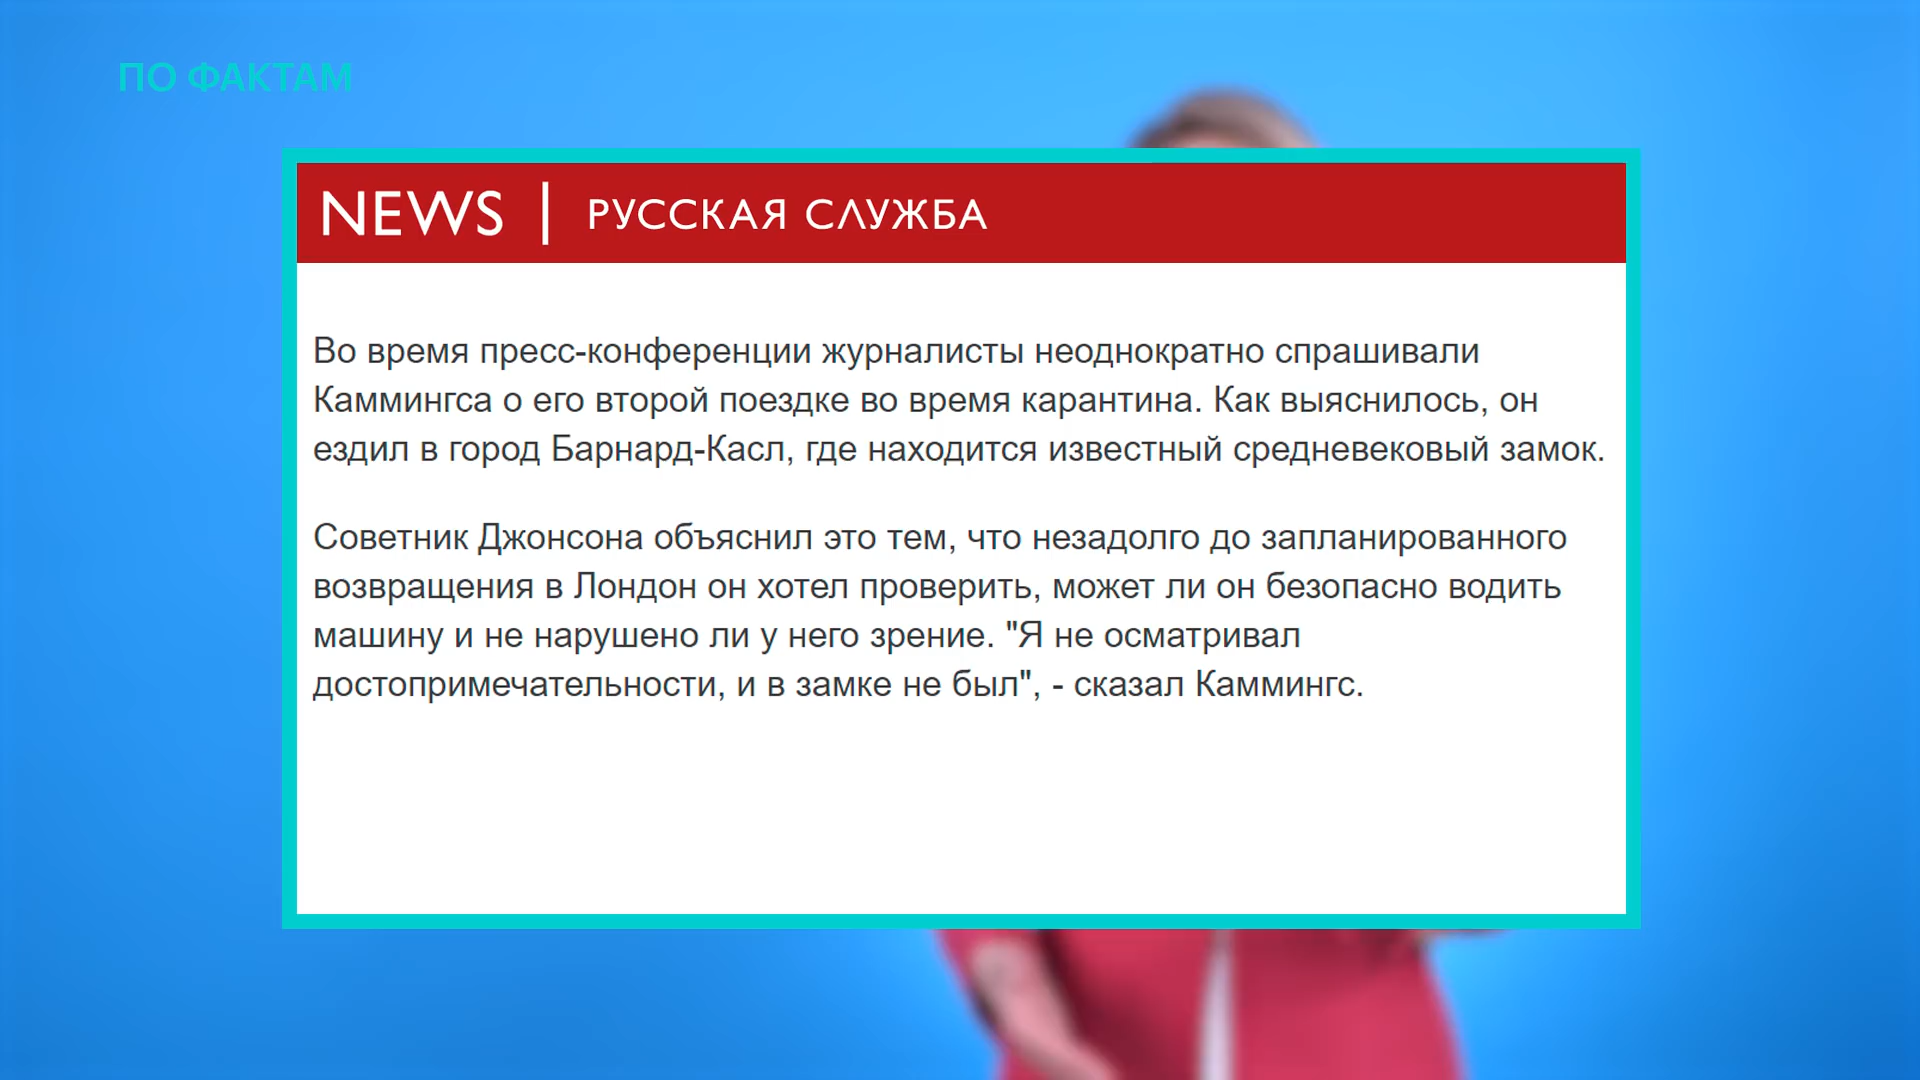 ПО ФАКТАМ
NEWS | РУССКАЯ СЛУЖБА
Во время пресс-конференции журналисты неоднократно спрашивали
Каммингса о его второй поездке во время карантина. Как выяснилось, он
ездил в город Барнард-Касл, где находится известный средневековый замок.
Советник Джонсона объяснил это тем, что незадолго до запланированного
возвращения в Лондон он хотел проверить, может ли он безопасно водить
машину и не нарушено ли у него зрение. "Я не осматривал
достопримечательности, и в замке не был", - сказал Каммингс.